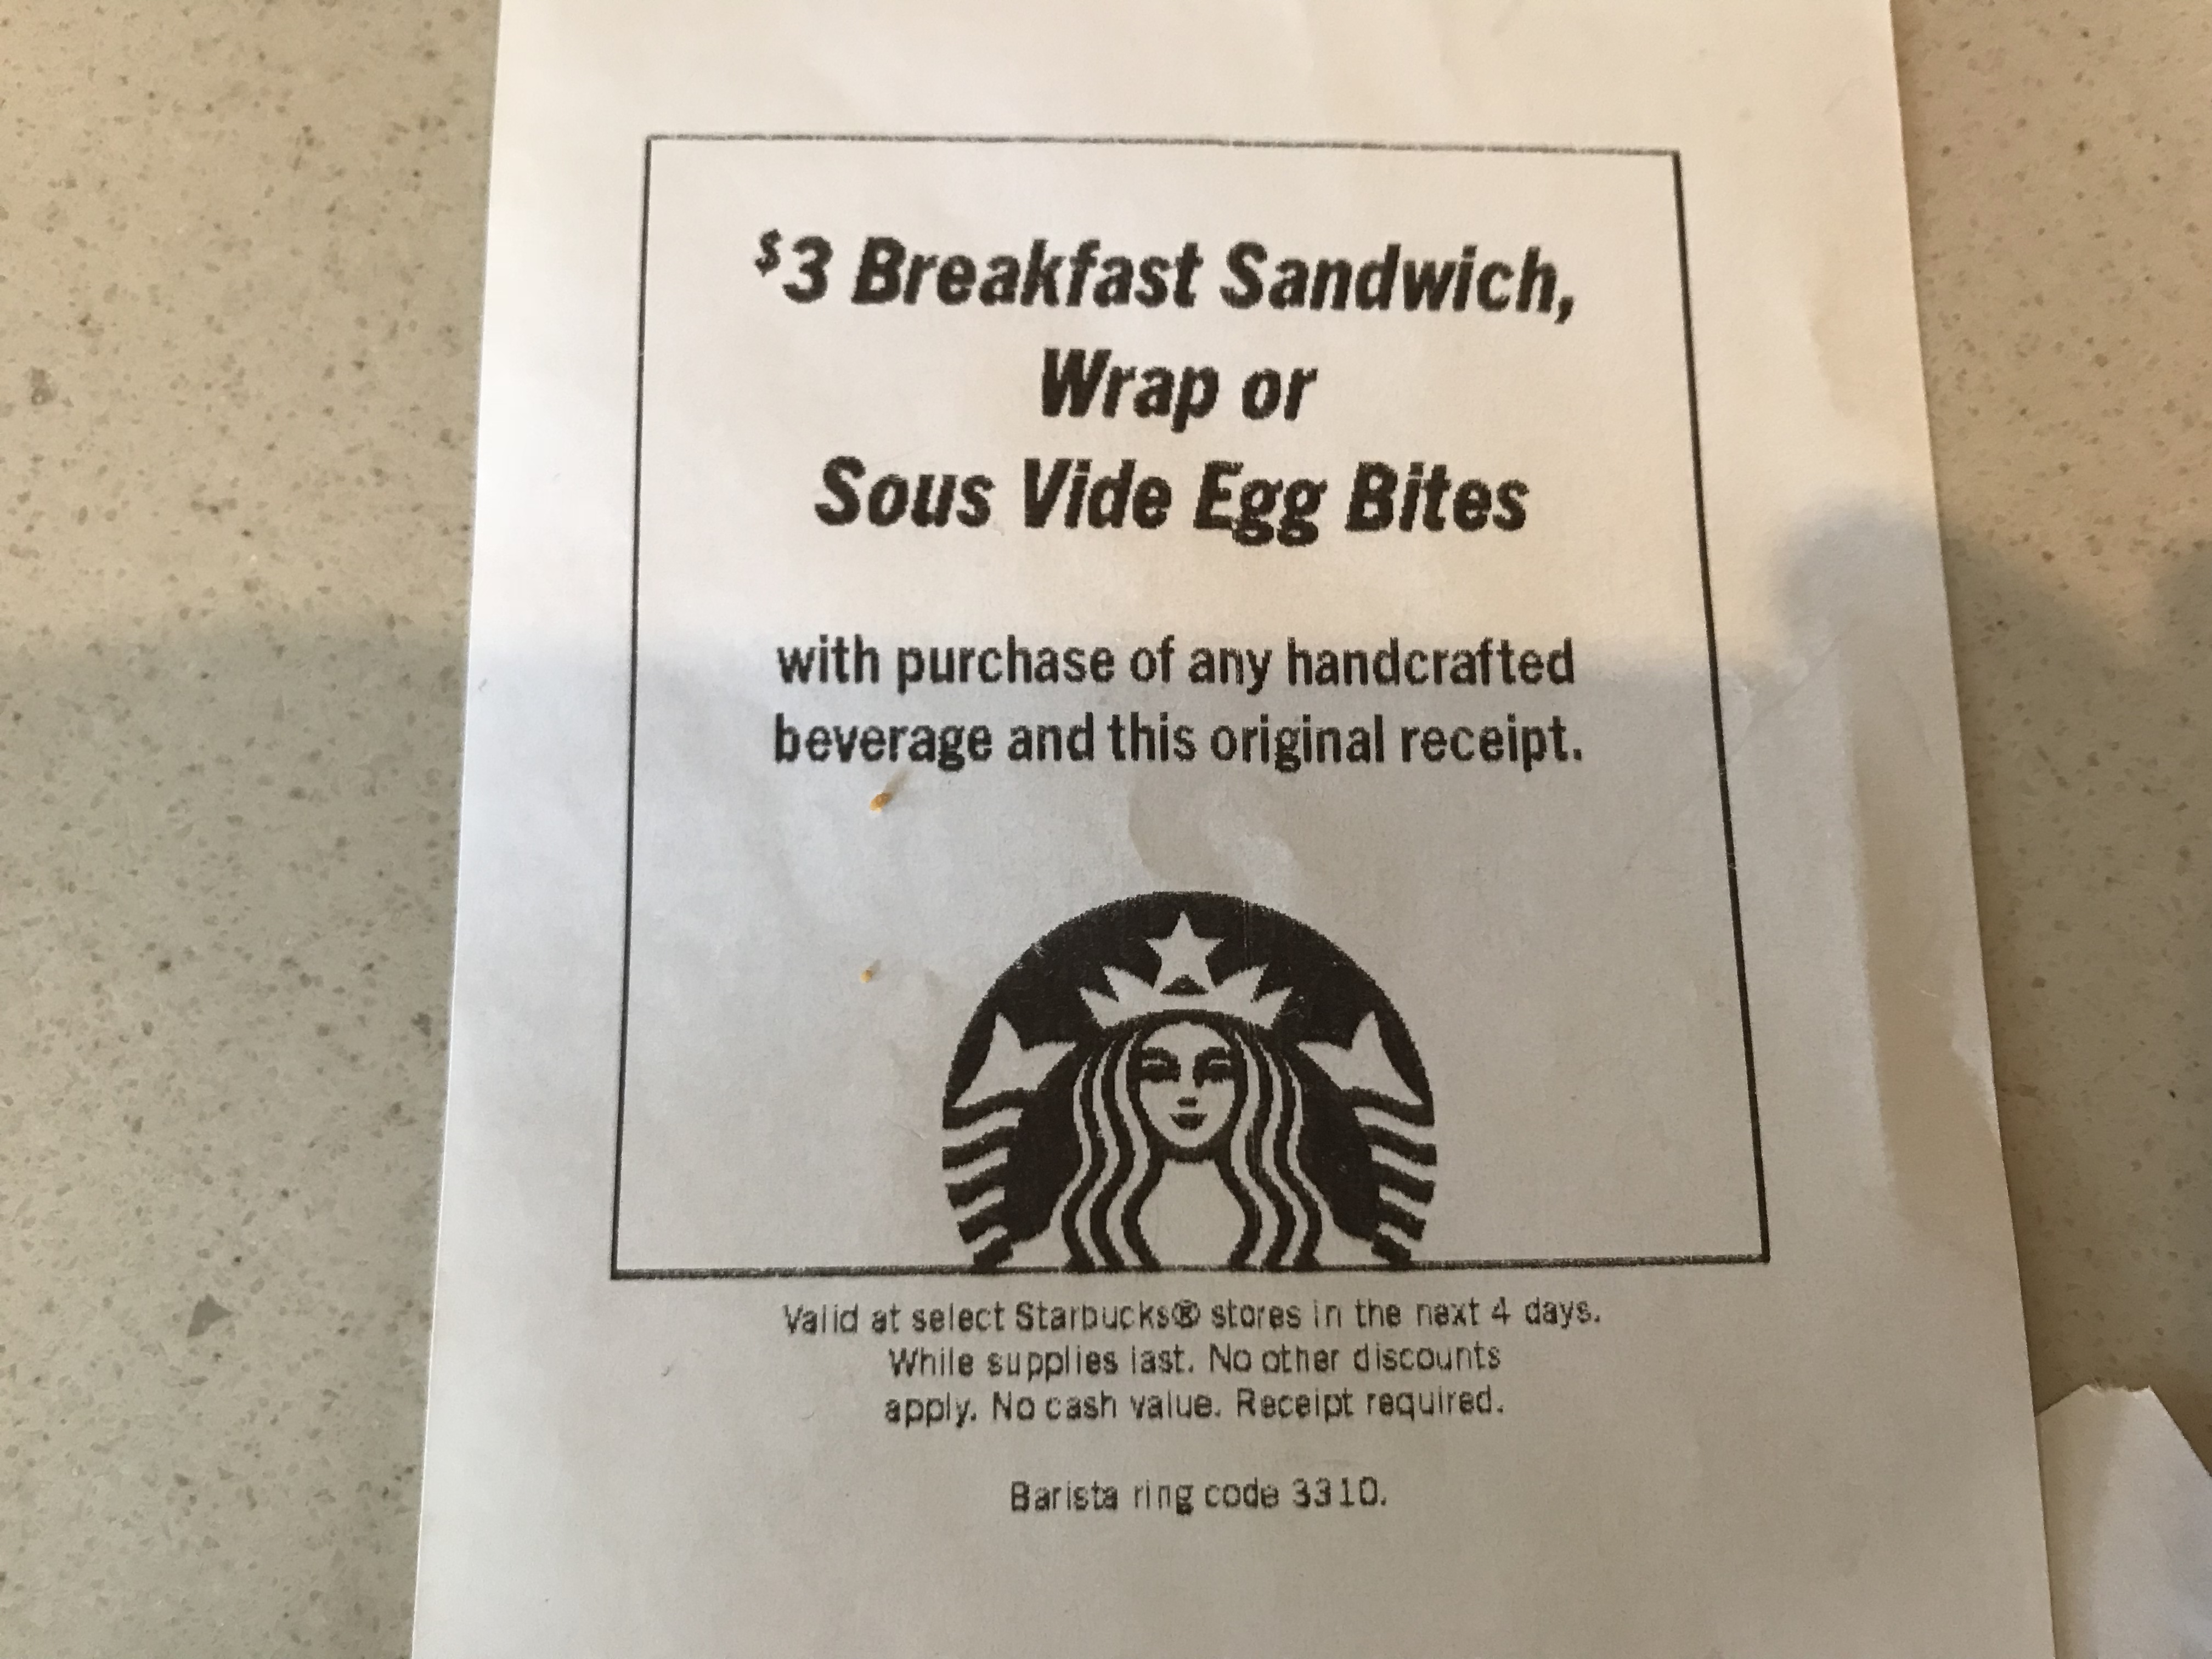 $3 Breakfast Sandwich,
Wrap or
Sous Vide Egg Bites
with purchase of any handcrafted
beverage and this original receipt.
Valid at select Starbucks® stores in the next 4 days.
While supplies last. No other discounts
apply. No cash value. Receipt required.
Barista ring code 3310.